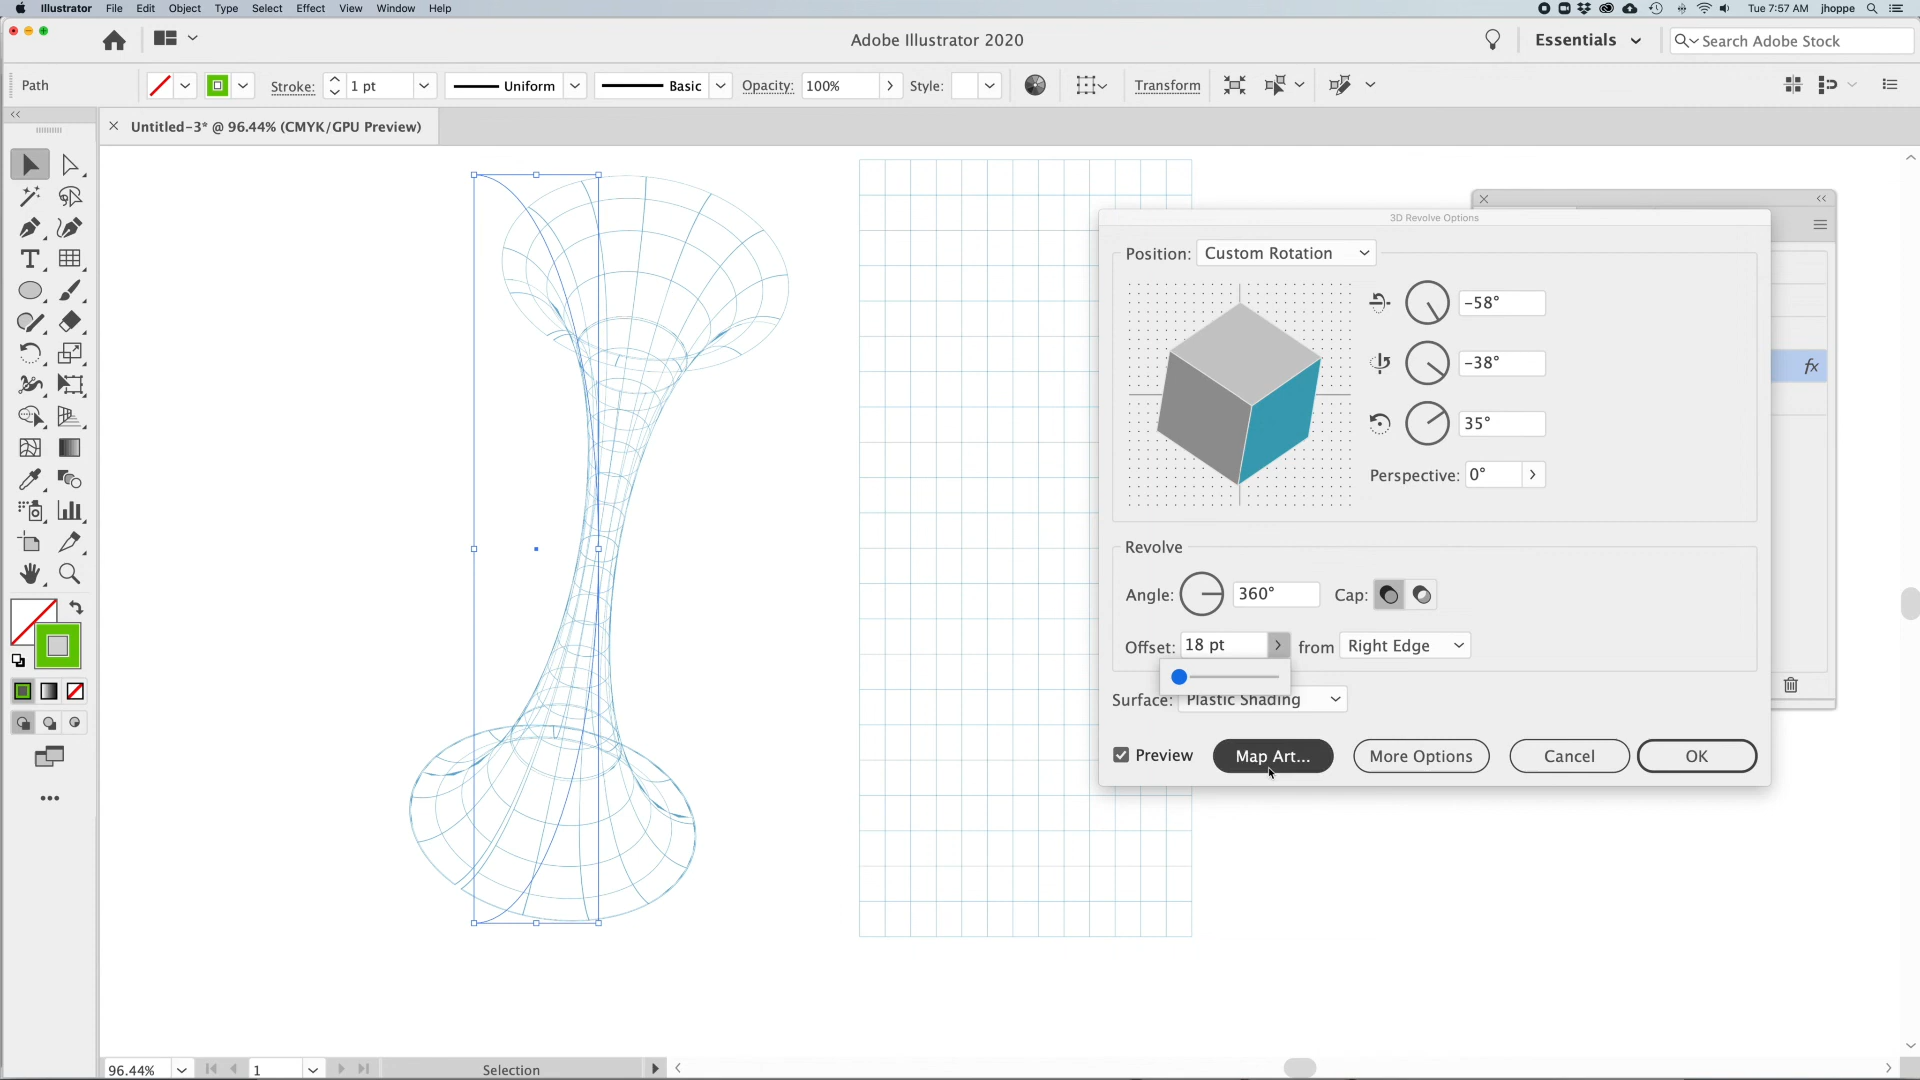 Illustrator File Edit Object Type Select Effect View Window Help Tue 7:57 AM jhoppe
Adobe Illustrator 2020
Essentials
Search Adobe Stock
Path
Stroke: 1 pt
Uniform
Basic
Opacity: 100%
Style:
Transform
× Untitled-3* @ 96.44% (CMYK/GPU Preview)
3D Revolve Options
Position: Custom Rotation
-58°
-38°
35°
Perspective: 0°
fx
Revolve
Angle: 360° Cap:
Offset: 18 pt from Right Edge
Surface: Plastic Shading
Preview Map Art... More Options Cancel OK
96.44% 1 Selection